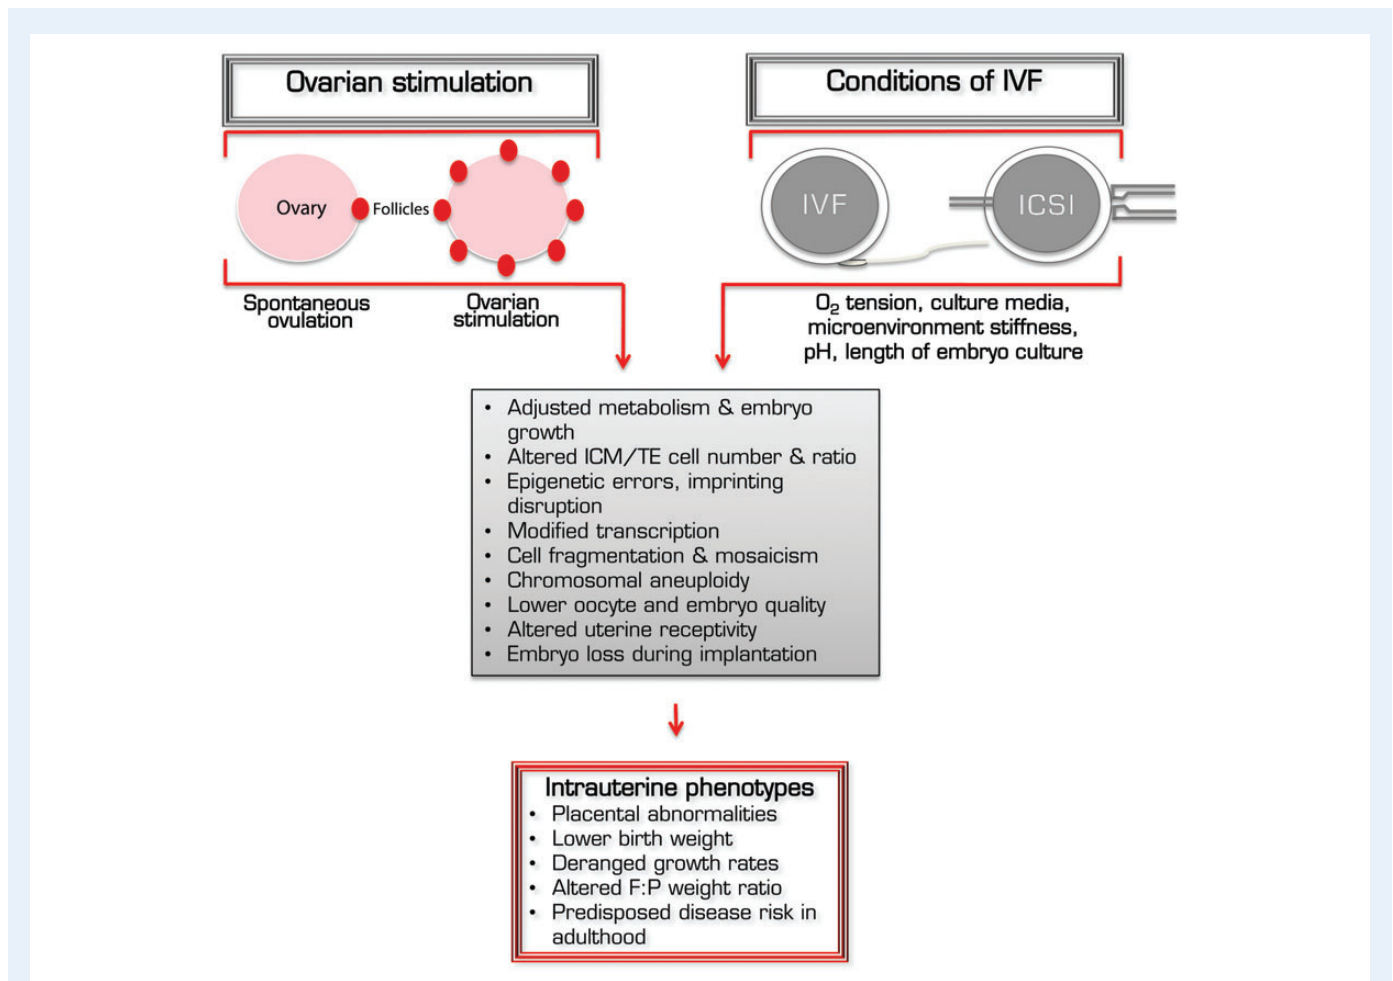 Ovarian stimulation
Conditions of IVF
Ovary
Follicles
IVF
ICSI
Spontaneous
ovulation
Ovarian
stimulation
O₂ tension, culture media,
microenvironment stiffness,
pH, length of embryo culture
• Adjusted metabolism & embryo
growth
• Altered ICM/TE cell number & ratio
• Epigenetic errors, imprinting
disruption
• Modified transcription
• Cell fragmentation & mosaicism
• Chromosomal aneuploidy
• Lower oocyte and embryo quality
• Altered uterine receptivity
• Embryo loss during implantation
Intrauterine phenotypes
• Placental abnormalities
• Lower birth weight
• Deranged growth rates
• Altered F:P weight ratio
• Predisposed disease risk in
adulthood